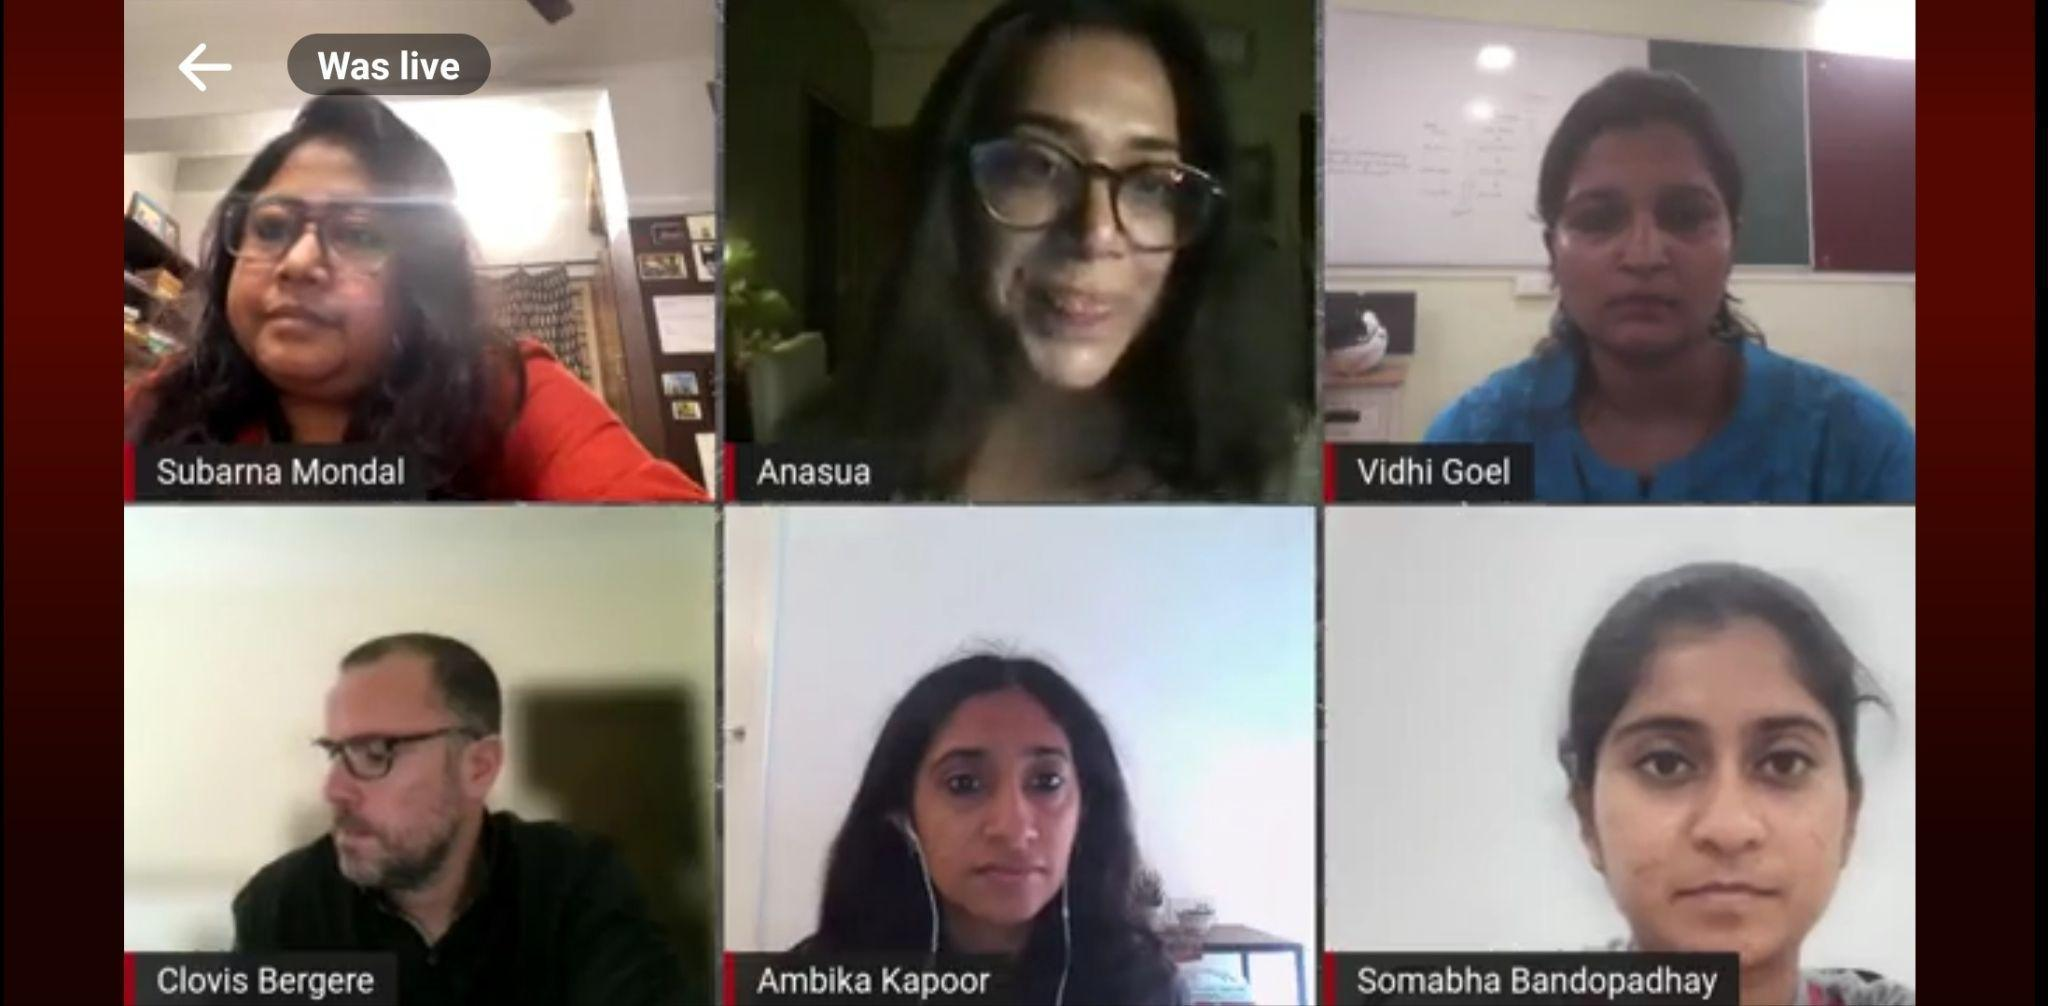 Was live
Subarna Mondal
Anasua
Vidhi Goel
Clovis Bergere
Ambika Kapoor
Somabha Bandopadhay